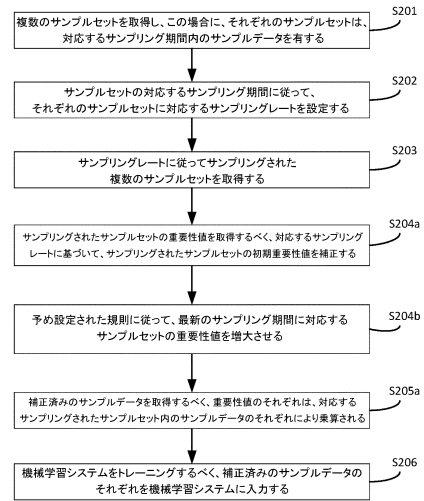 S201
複数のサンプルセットを取得し、この場合に、それぞれのサンプルセットは、
対応するサンプリング期間内のサンプルデータを有する
S202
サンプルセットの対応するサンプリング期間に従って、
それぞれのサンプルセットに対応するサンプリングレートを設定する
S203
サンプリングレートに従ってサンプリングされた
複数のサンプルセットを取得する
S204a
サンプリングされたサンプルセットの重要性値を取得するべく、対応するサンプリング
レートに基づいて、サンプリングされたサンプルセットの初期重要性値を補正する
S204b
予め設定された規則に従って、最新のサンプリング期間に対応する
サンプルセットの重要性値を増大させる
S205a
補正済みのサンプルデータを取得するべく、重要性値のそれぞれは、対応する
サンプリングされたサンプルセット内のサンプルデータのそれぞれにより乗算される
S206
機械学習システムをトレーニングするべく、補正済みのサンプルデータの
それぞれを機械学習システムに入力する